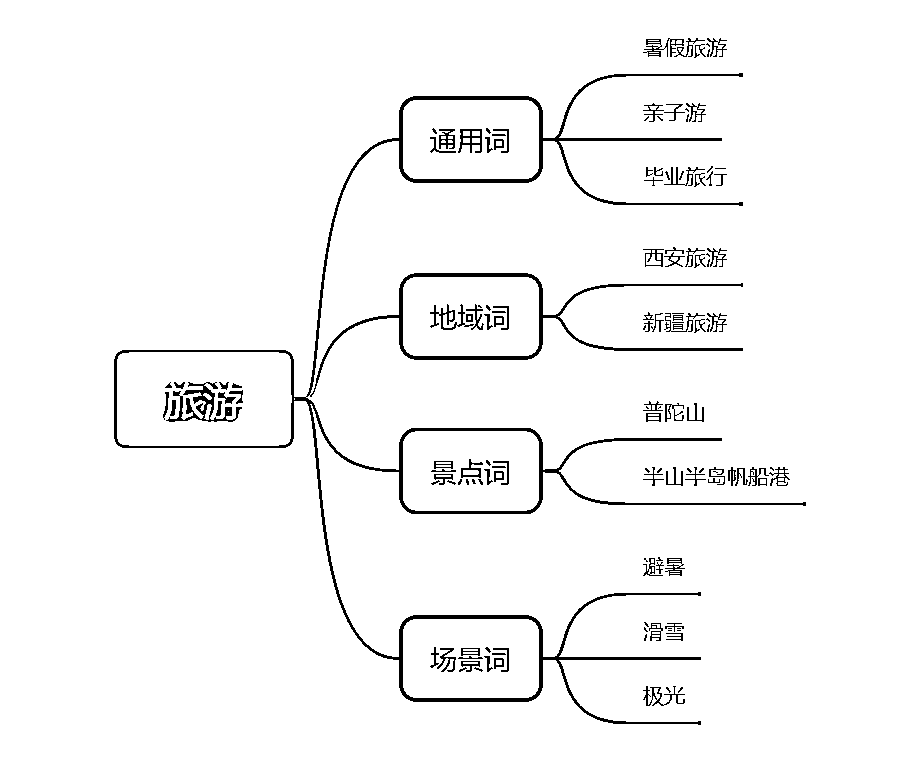 旅游
通用词
暑假旅游
亲子游
毕业旅行
地域词
西安旅游
新疆旅游
景点词
普陀山
半山半岛帆船港
场景词
避暑
滑雪
极光